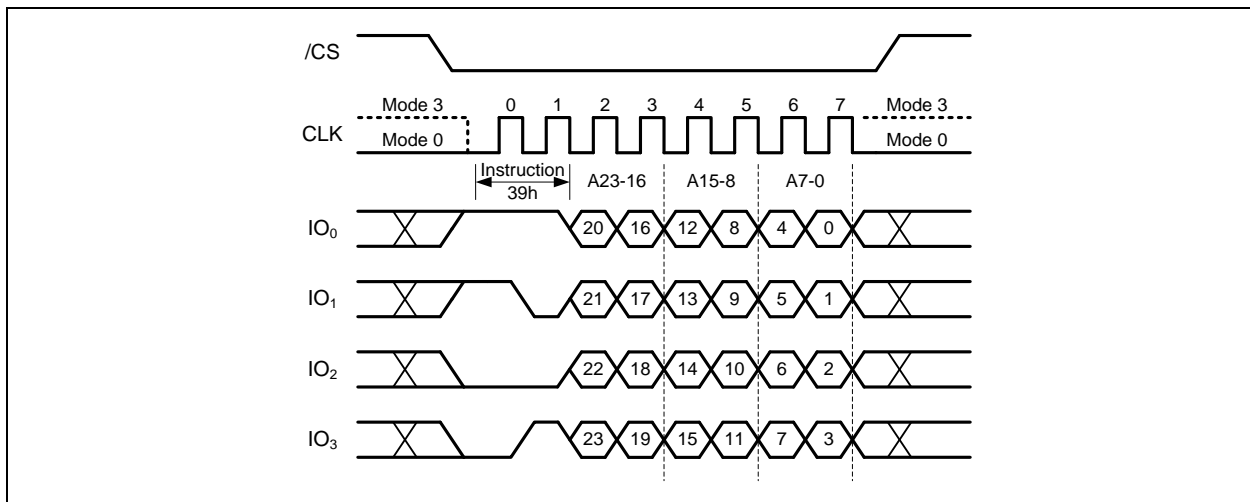 /CS
Mode 3 0 1 2 3 4 5 6 7 Mode 3
CLK
Mode 0 Mode 0
Instruction
39h
A23-16 A15-8 A7-0
IO0 20 16 12 8 4 0
IO1 21 17 13 9 5 1
IO2 22 18 14 10 6 2
IO3 23 19 15 11 7 3